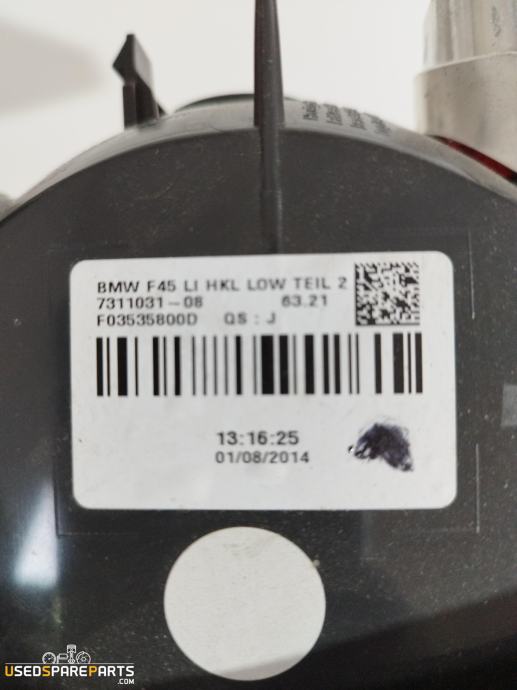 BMW F45 LI HKL LOW TEIL 2
7311031-08 63.21
F03535800D QS : J
13:16:25
01/08/2014
USEDSPAREPARTS
.COM